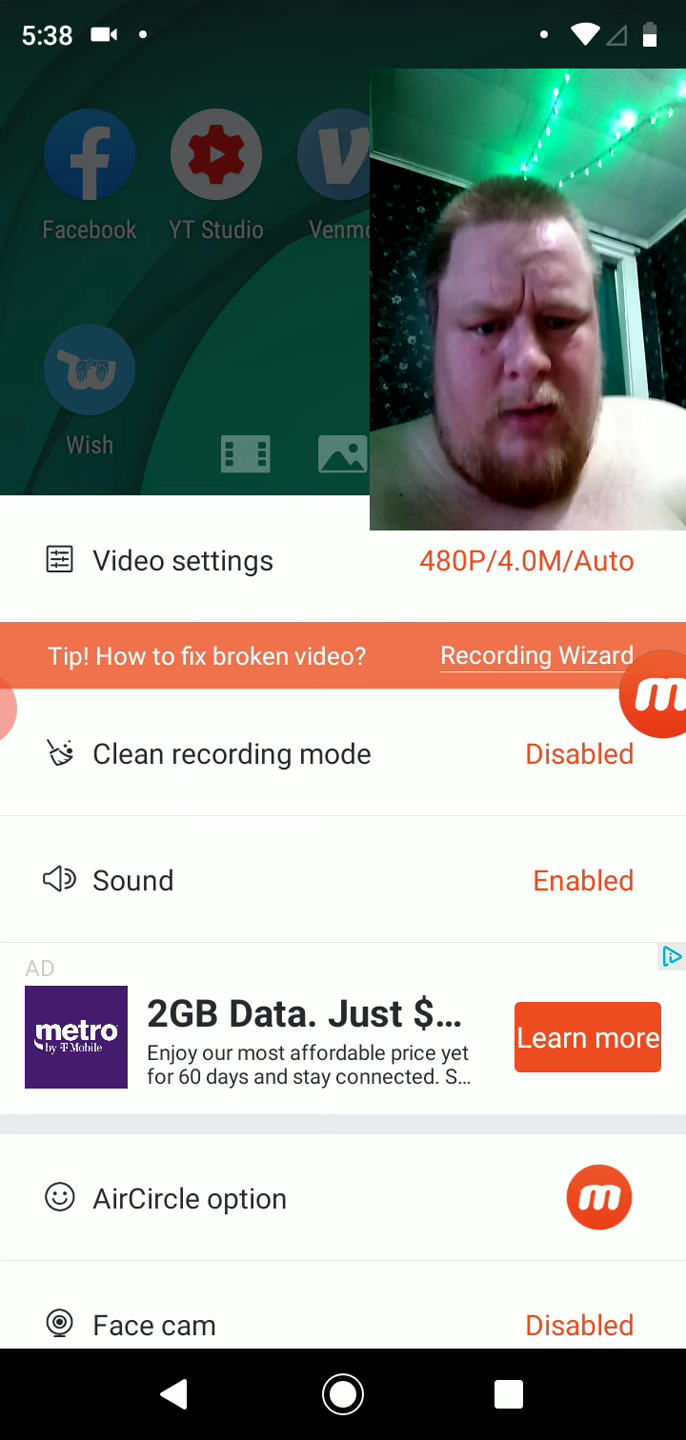 5:38
Facebook
YT Studio
Venmo
Wish
Video settings
480P/4.0M/Auto
Tip! How to fix broken video?
Recording Wizard
m
Clean recording mode
Disabled
Sound
Enabled
AD
metro
by T Mobile
2GB Data. Just $...
Enjoy our most affordable price yet
for 60 days and stay connected. S...
Learn more
AirCircle option
m
Face cam
Disabled